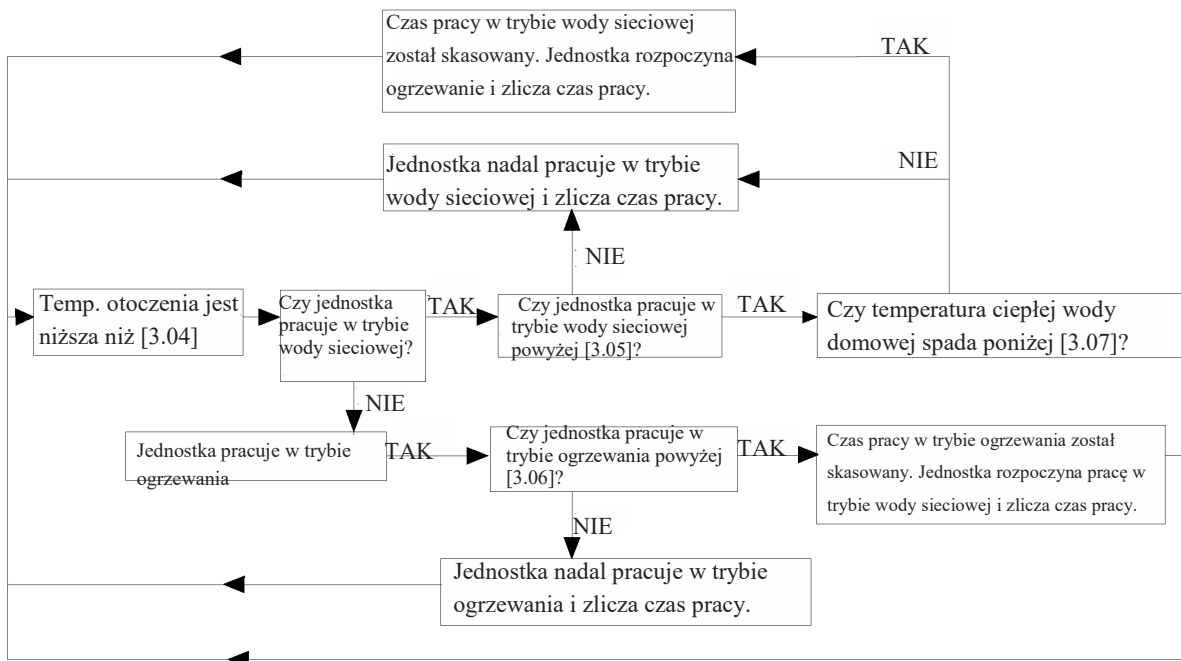 Czas pracy w trybie wody sieciowej
został skasowany. Jednostka rozpoczyna
ogrzewanie i zlicza czas pracy.
TAK
Jednostka nadal pracuje w trybie
wody sieciowej i zlicza czas pracy.
NIE
NIE
Temp. otoczenia jest
niższa niż [3.04]
Czy jednostka
pracuje w trybie
wody sieciowej?
TAK
Czy jednostka pracuje w
trybie wody sieciowej
powyżej [3.05]?
TAK
Czy temperatura ciepłej wody
domowej spada poniżej [3.07]?
NIE
Jednostka pracuje w trybie
ogrzewania
TAK
Czy jednostka pracuje w
trybie ogrzewania powyżej
[3.06]?
TAK
Czas pracy w trybie ogrzewania został
skasowany. Jednostka rozpoczyna pracę w
trybie wody sieciowej i zlicza czas pracy.
NIE
Jednostka nadal pracuje w trybie
ogrzewania i zlicza czas pracy.